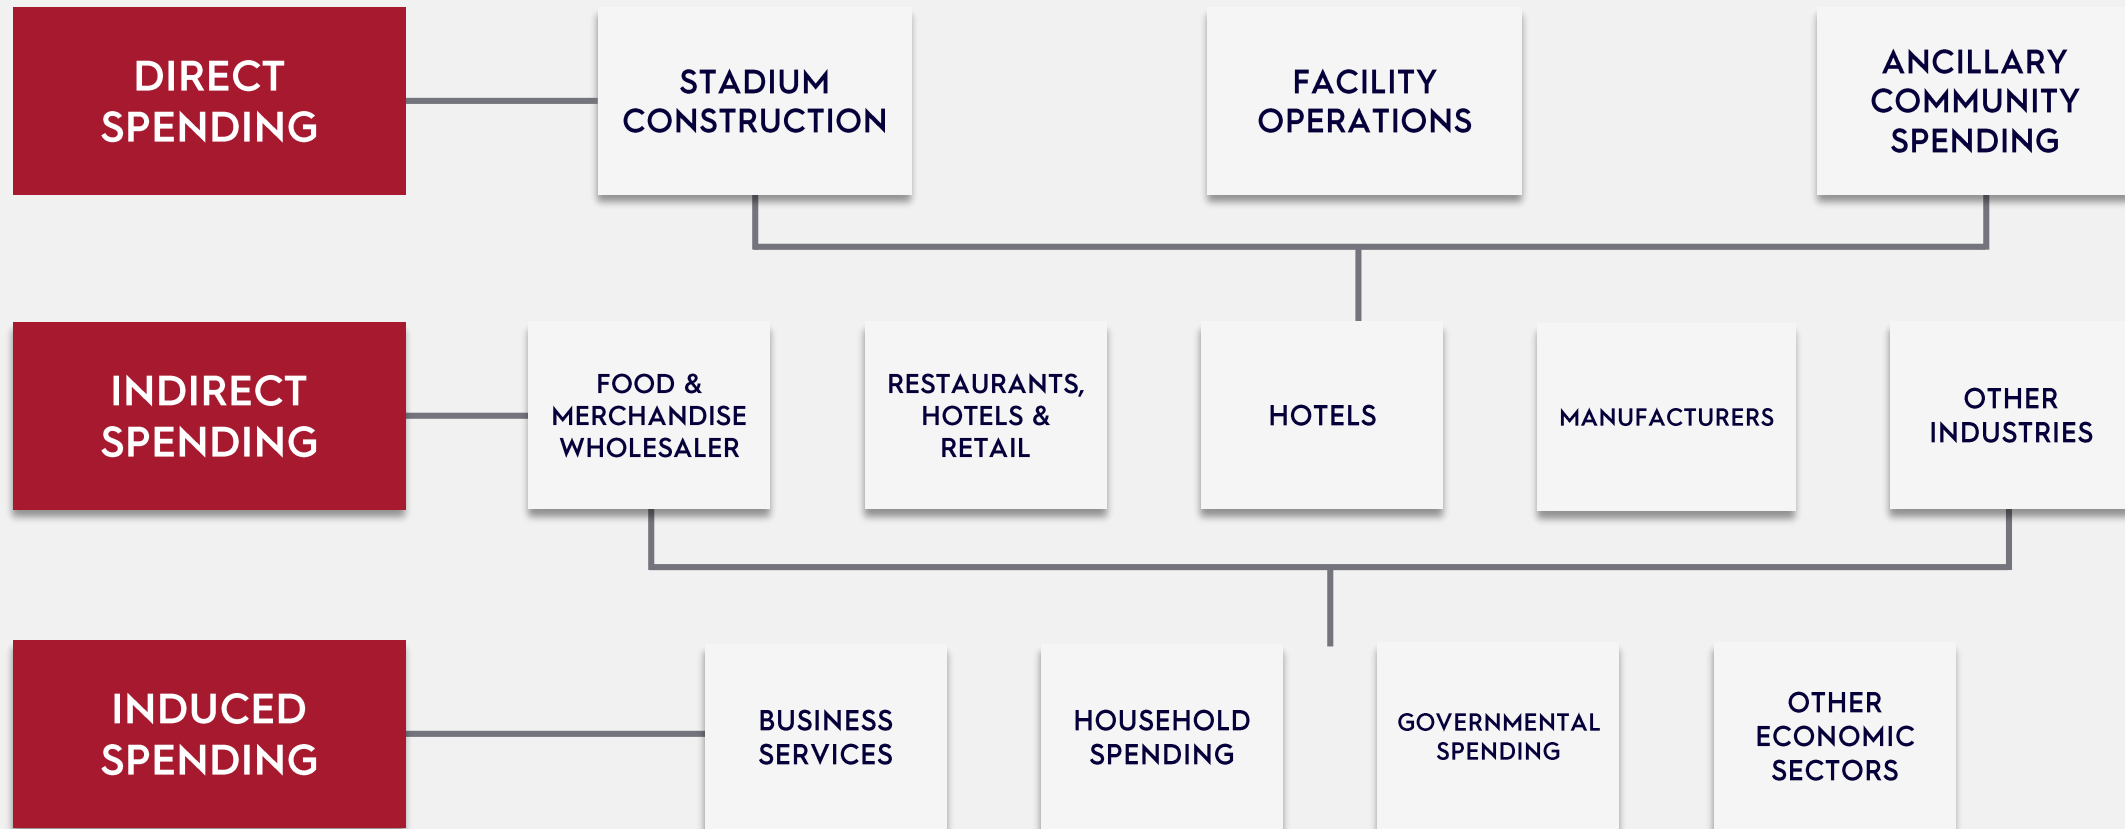 DIRECT
SPENDING
STADIUM
CONSTRUCTION
FACILITY
OPERATIONS
ANCILLARY
COMMUNITY
SPENDING
INDIRECT
SPENDING
FOOD &
MERCHANDISE
WHOLESALER
RESTAURANTS,
HOTELS &
RETAIL
HOTELS
MANUFACTURERS
OTHER
INDUSTRIES
INDUCED
SPENDING
BUSINESS
SERVICES
HOUSEHOLD
SPENDING
GOVERNMENTAL
SPENDING
OTHER
ECONOMIC
SECTORS